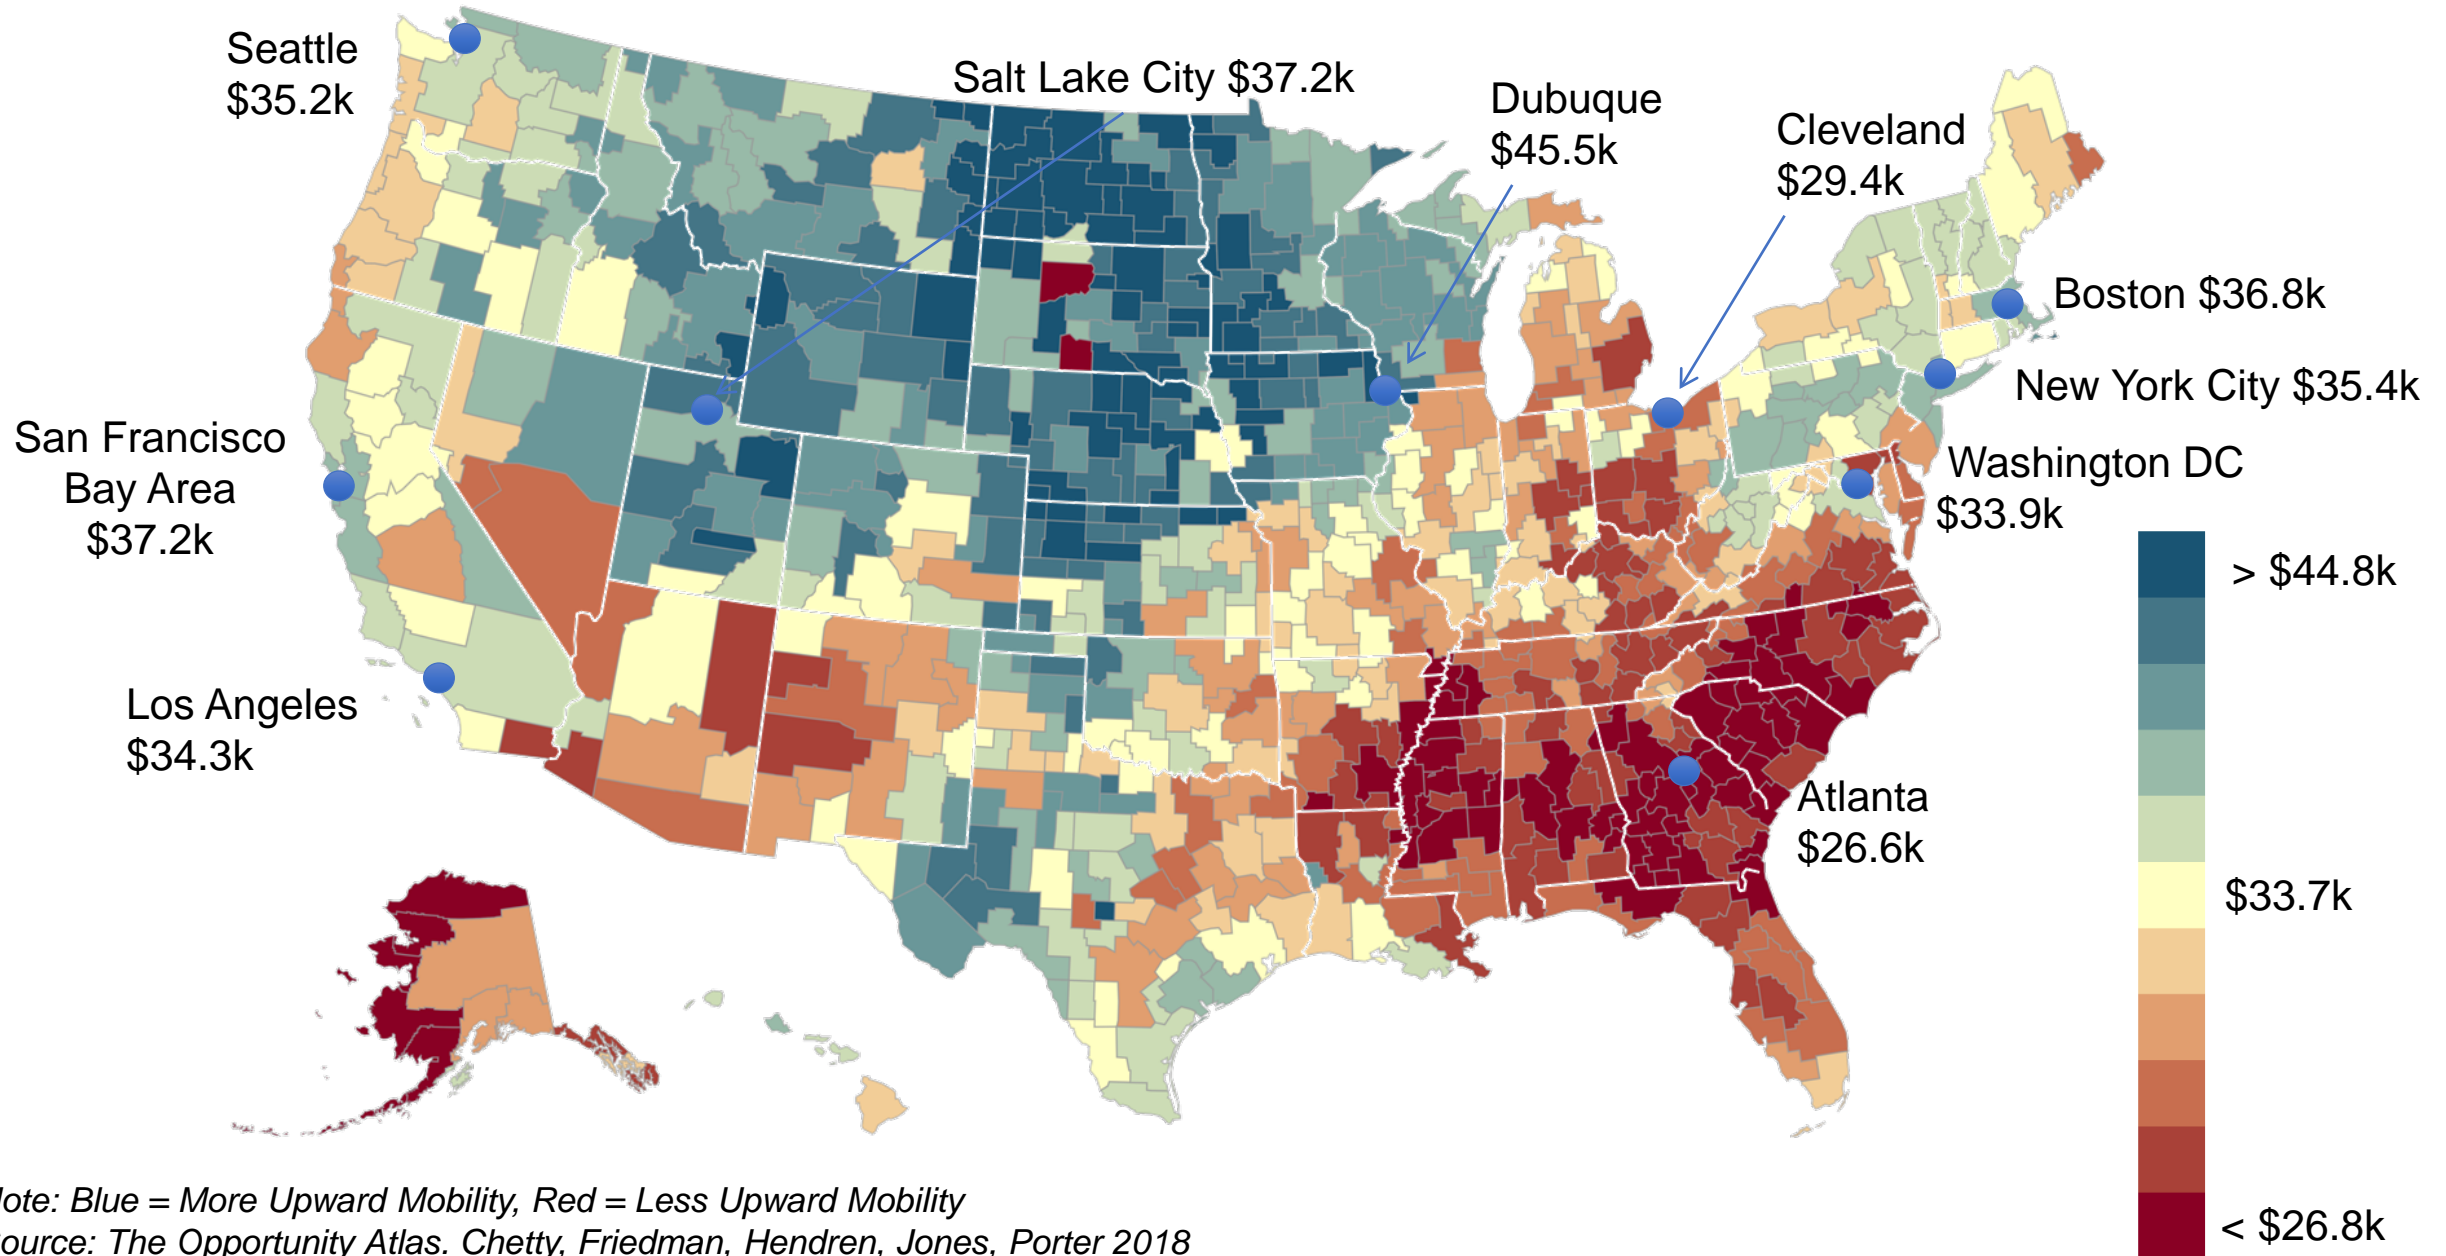 Seattle
$35.2k
Salt Lake City $37.2k
Dubuque
$45.5k
Cleveland
$29.4k
Boston $36.8k
New York City $35.4k
San Francisco
Bay Area
$37.2k
Washington DC
$33.9k
> $44.8k
Los Angeles
$34.3k
Atlanta
$26.6k
$33.7k
< $26.8k
ote: Blue = More Upward Mobility, Red = Less Upward Mobility
ource: The Opportunity Atlas. Chetty, Friedman, Hendren, Jones, Porter 2018